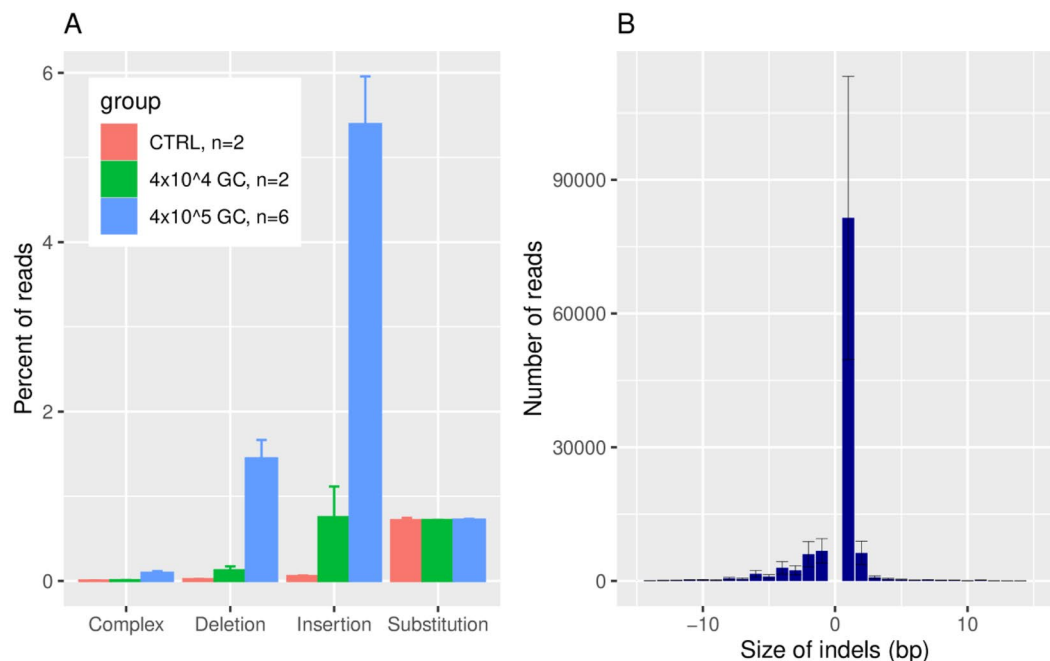 A
6
4
2
0
Percent of reads
group
CTRL, n=2
4x10^4 GC, n=2
4x10^5 GC, n=6
Complex Deletion Insertion Substitution
B
90000
60000
30000
0
Number of reads
−10 0 10
Size of indels (bp)